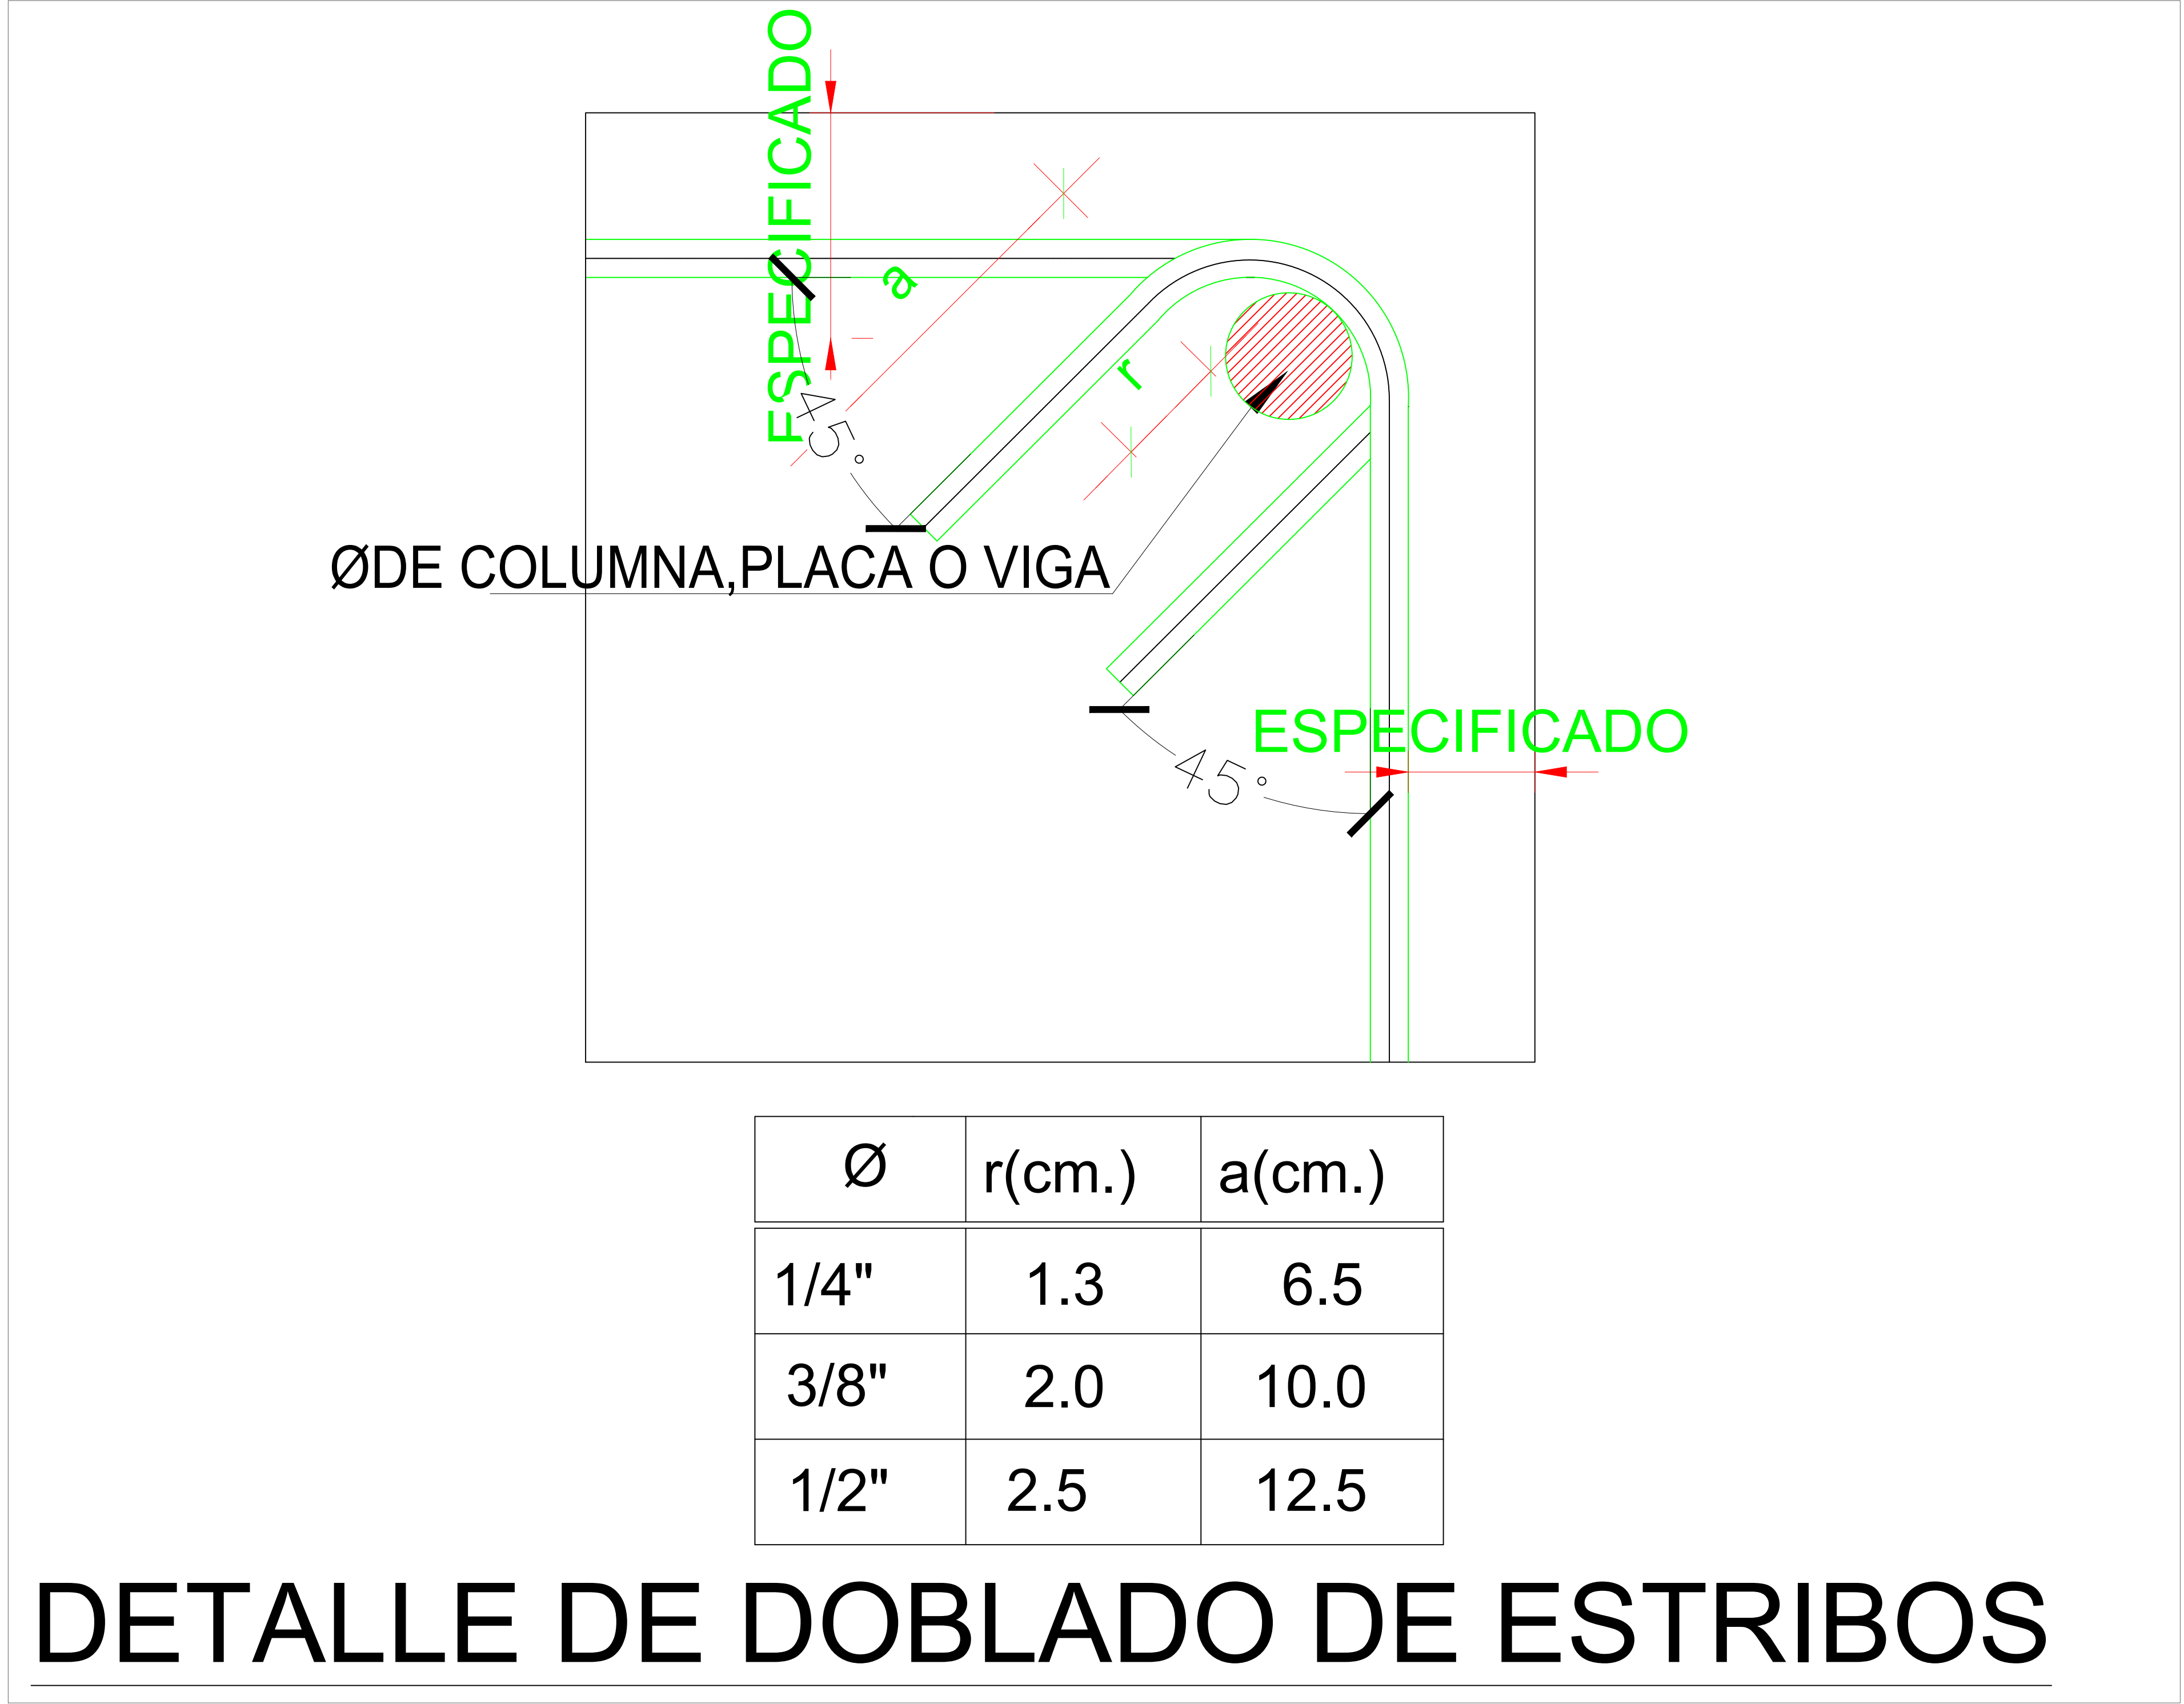 ESPECIFICADO
a
r
45°
ØDE COLUMNA,PLACA O VIGA
ESPECIFICADO
45°
Ø r(cm.) a(cm.)
1/4" 1.3 6.5
3/8" 2.0 10.0
1/2" 2.5 12.5
DETALLE DE DOBLADO DE ESTRIBOS